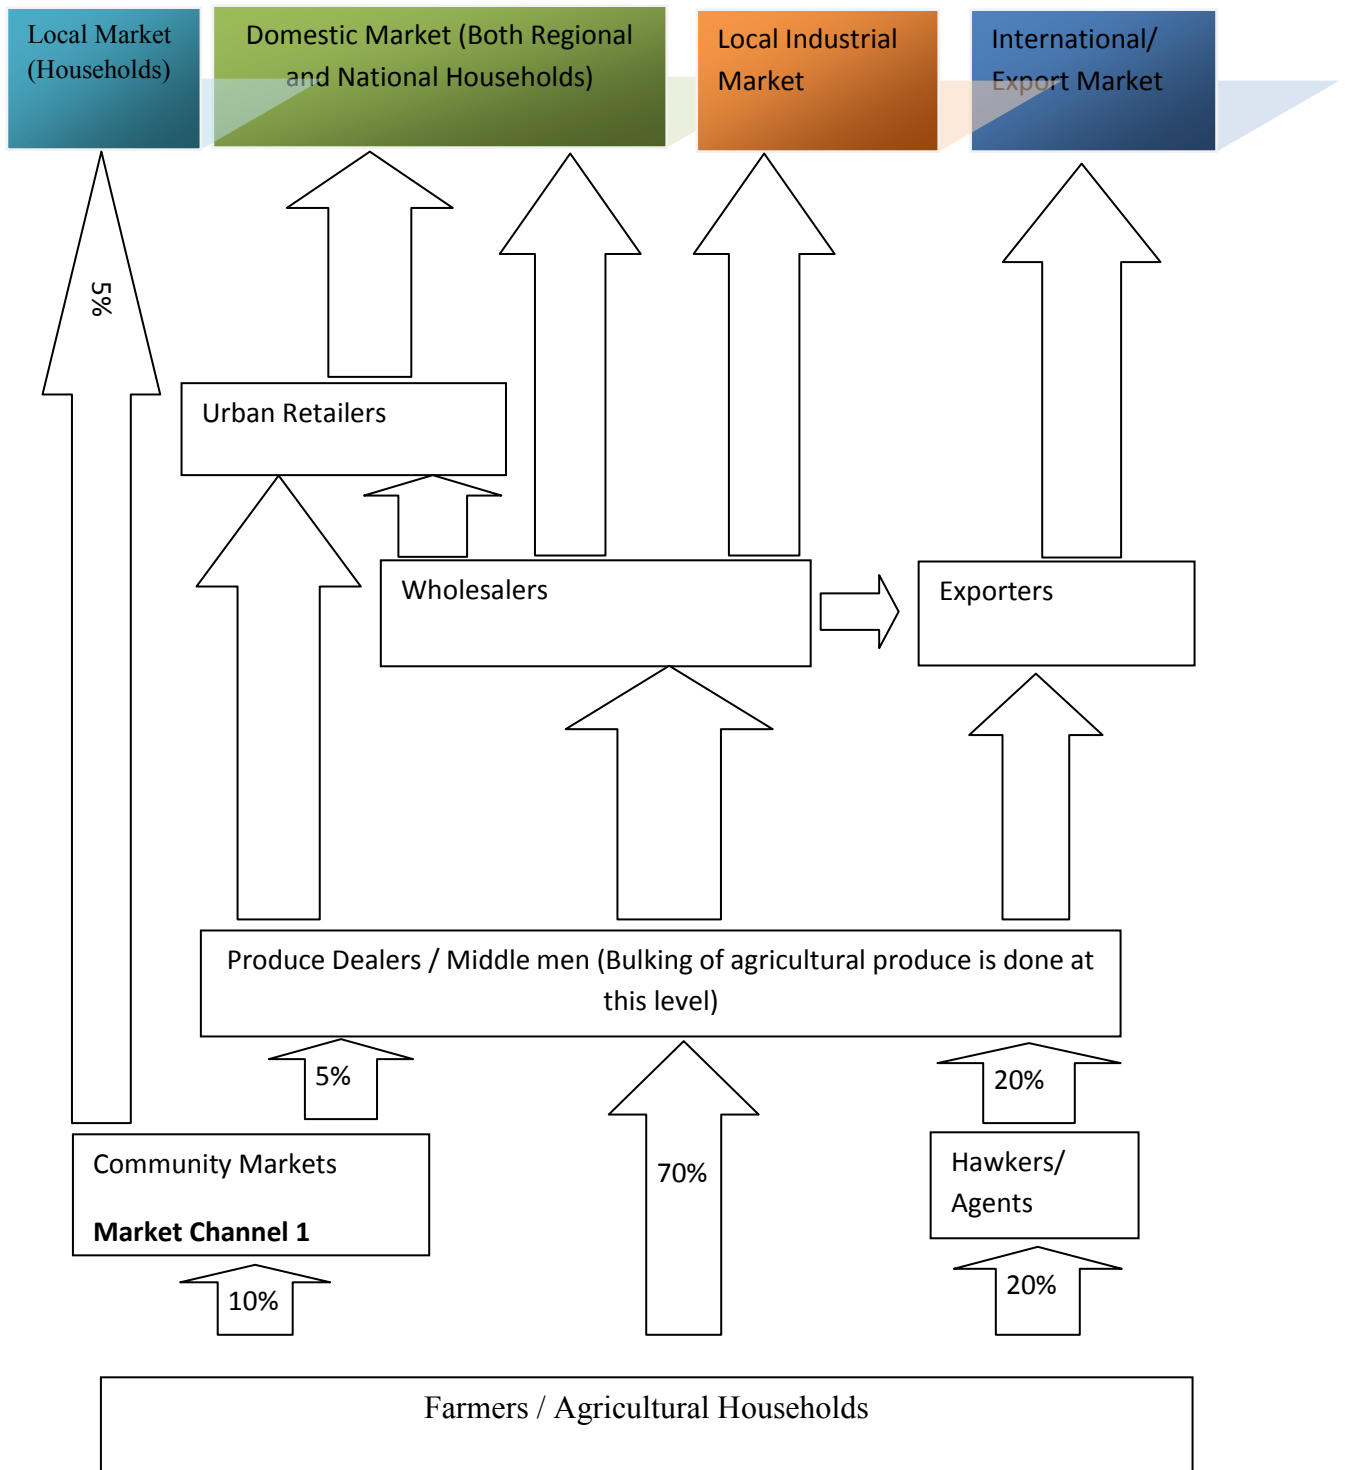 Local Market
(Households)
Domestic Market (Both Regional
and National Households)
Local Industrial
Market
International/
Export Market
5%
Urban Retailers
Wholesalers
Exporters
Produce Dealers / Middle men (Bulking of agricultural produce is done at
this level)
5%
20%
Community Markets
Market Channel 1
70%
Hawkers/
Agents
10%
20%
Farmers / Agricultural Households